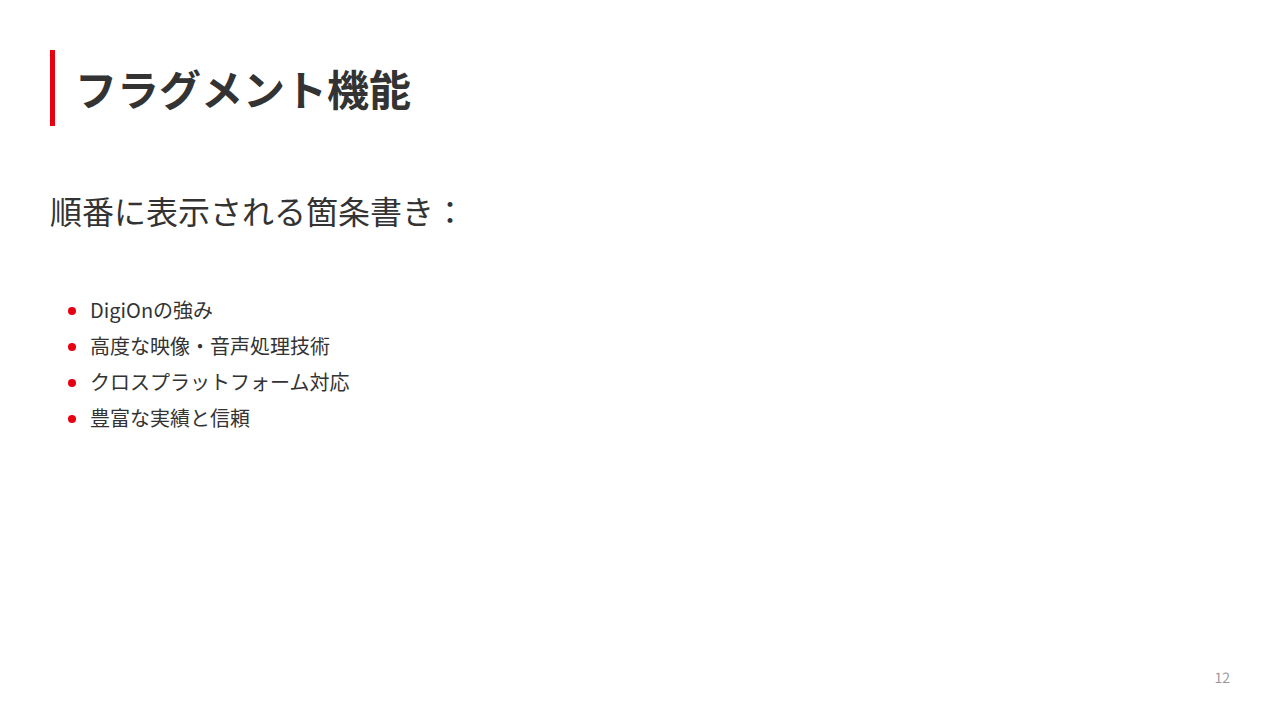 フラグメント機能
順番に表示される箇条書き：
DigiOnの強み
高度な映像・音声処理技術
クロスプラットフォーム対応
豊富な実績と信頼
12